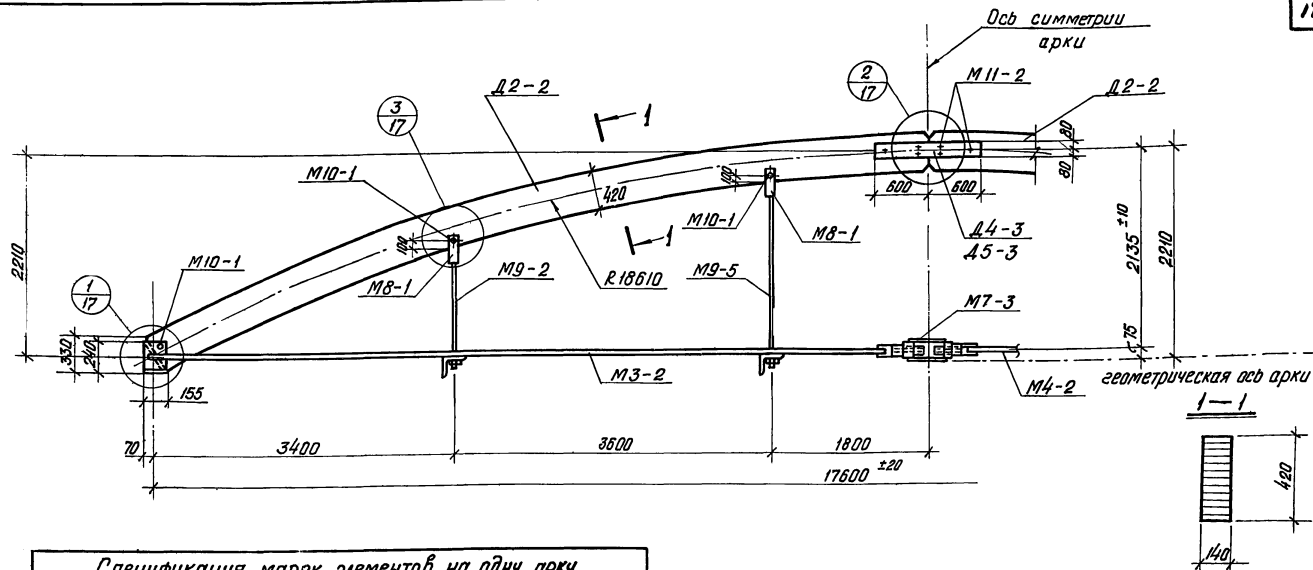 Ось симметрии
арки
2
17
М11-2
Д2-2
Д2-2
3
17
1
80
80
М10-1
100
420
600
600
М10-1
М8-1
Д4-3
Д5-3
2135 ±10
2210
2210
100
М10-1
М8-1
М9-2
R18610
М9-5
М7-3
1
17
1
75
330
240
М3-2
М4-2
геометрическая ось арки
155
1-1
70
3400
3600
1800
17600 ±20
420
140
Спецификация марок элементов на одну арку